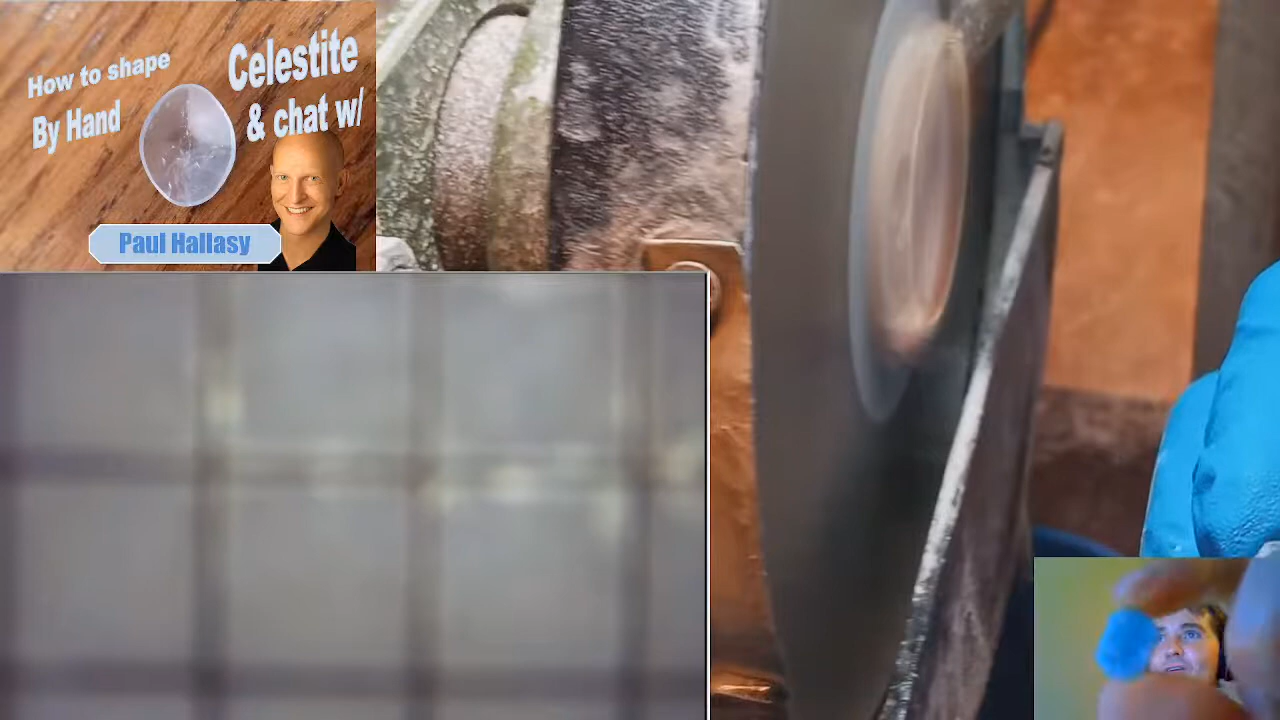 How to shape
By Hand
Celestite
& chat w/
Paul Hallasy